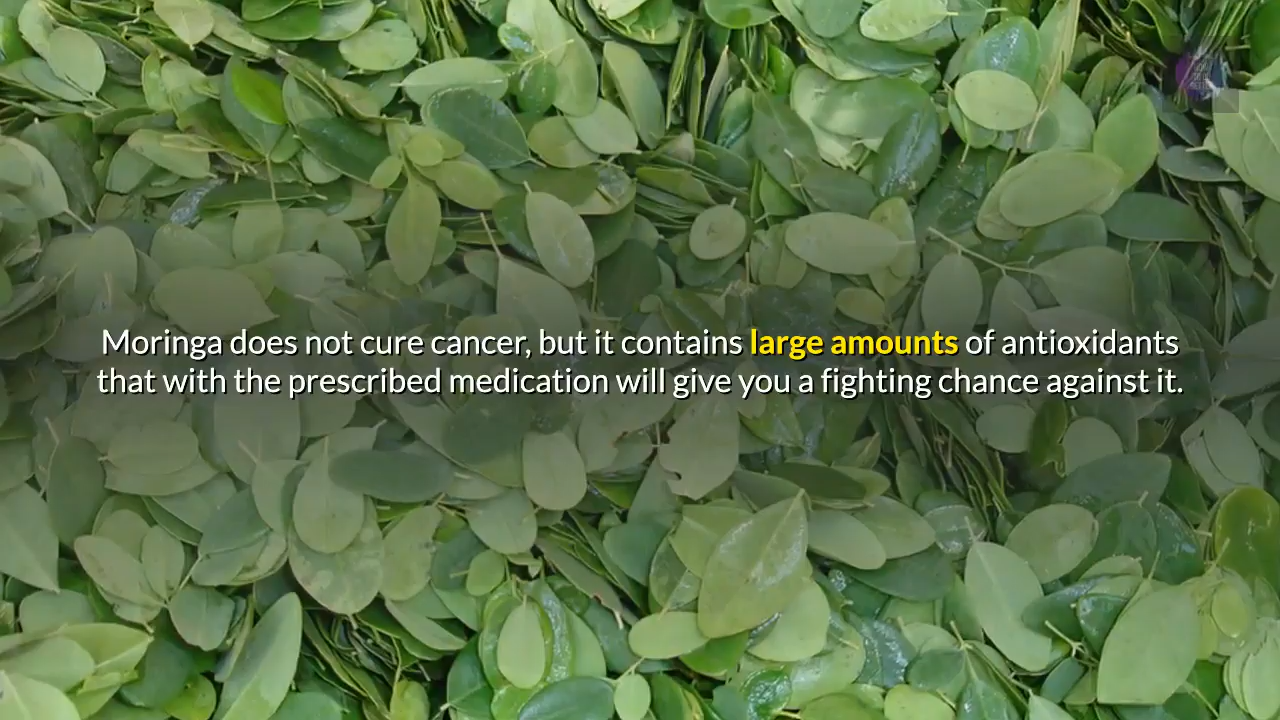 Moringa does not cure cancer, but it contains large amounts of antioxidants
that with the prescribed medication will give you a fighting chance against it.